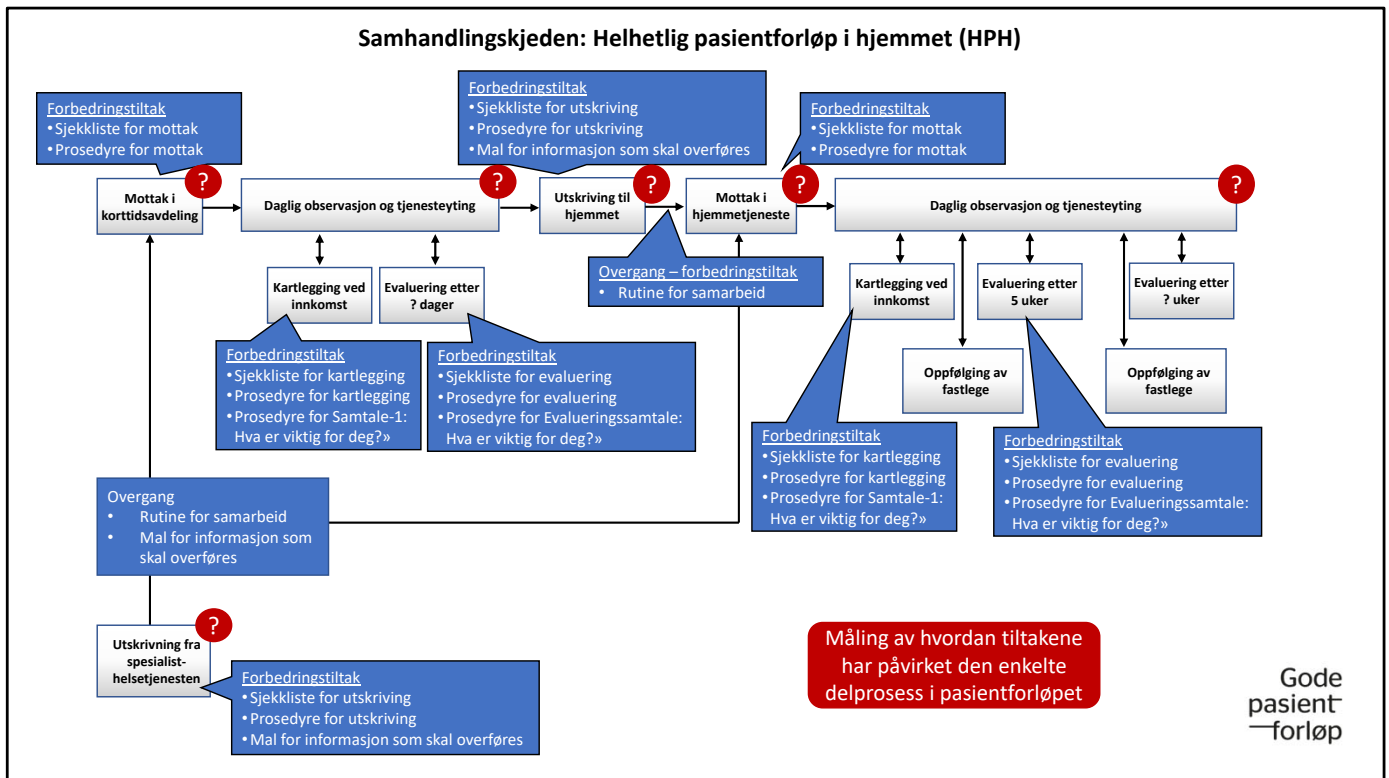 Samhandlingskjeden: Helhetlig pasientforløp i hjemmet (HPH)
Forbedringstiltak
• Sjekkliste for mottak
• Prosedyre for mottak
Forbedringstiltak
• Sjekkliste for utskriving
• Prosedyre for utskriving
• Mal for informasjon som skal overføres
Forbedringstiltak
• Sjekkliste for mottak
• Prosedyre for mottak
?
?
?
?
?
Mottak i
korttidsavdeling
Daglig observasjon og tjenesteyting
Utskriving til
hjemmet
Mottak i
hjemmetjeneste
Daglig observasjon og tjenesteyting
Overgang – forbedringstiltak
• Rutine for samarbeid
Kartlegging ved
innkomst
Evaluering etter
? dager
Kartlegging ved
innkomst
Evaluering etter
5 uker
Evaluering etter
? uker
Oppfølging av
fastlege
Oppfølging av
fastlege
Forbedringstiltak
• Sjekkliste for kartlegging
• Prosedyre for kartlegging
• Prosedyre for Samtale-1:
Hva er viktig for deg?»
Forbedringstiltak
• Sjekkliste for evaluering
• Prosedyre for evaluering
• Prosedyre for Evalueringssamtale:
Hva er viktig for deg?»
Forbedringstiltak
• Sjekkliste for kartlegging
• Prosedyre for kartlegging
• Prosedyre for Samtale-1:
Hva er viktig for deg?»
Forbedringstiltak
• Sjekkliste for evaluering
• Prosedyre for evaluering
• Prosedyre for Evalueringssamtale:
Hva er viktig for deg?»
Overgang
• Rutine for samarbeid
• Mal for informasjon som
skal overføres
?
Utskrivning fra
spesialist-
helsetjenesten
Forbedringstiltak
• Sjekkliste for utskriving
• Prosedyre for utskriving
• Mal for informasjon som skal overføres
Måling av hvordan tiltakene
har påvirket den enkelte
delprosess i pasientforløpet
Gode
pasient
forløp